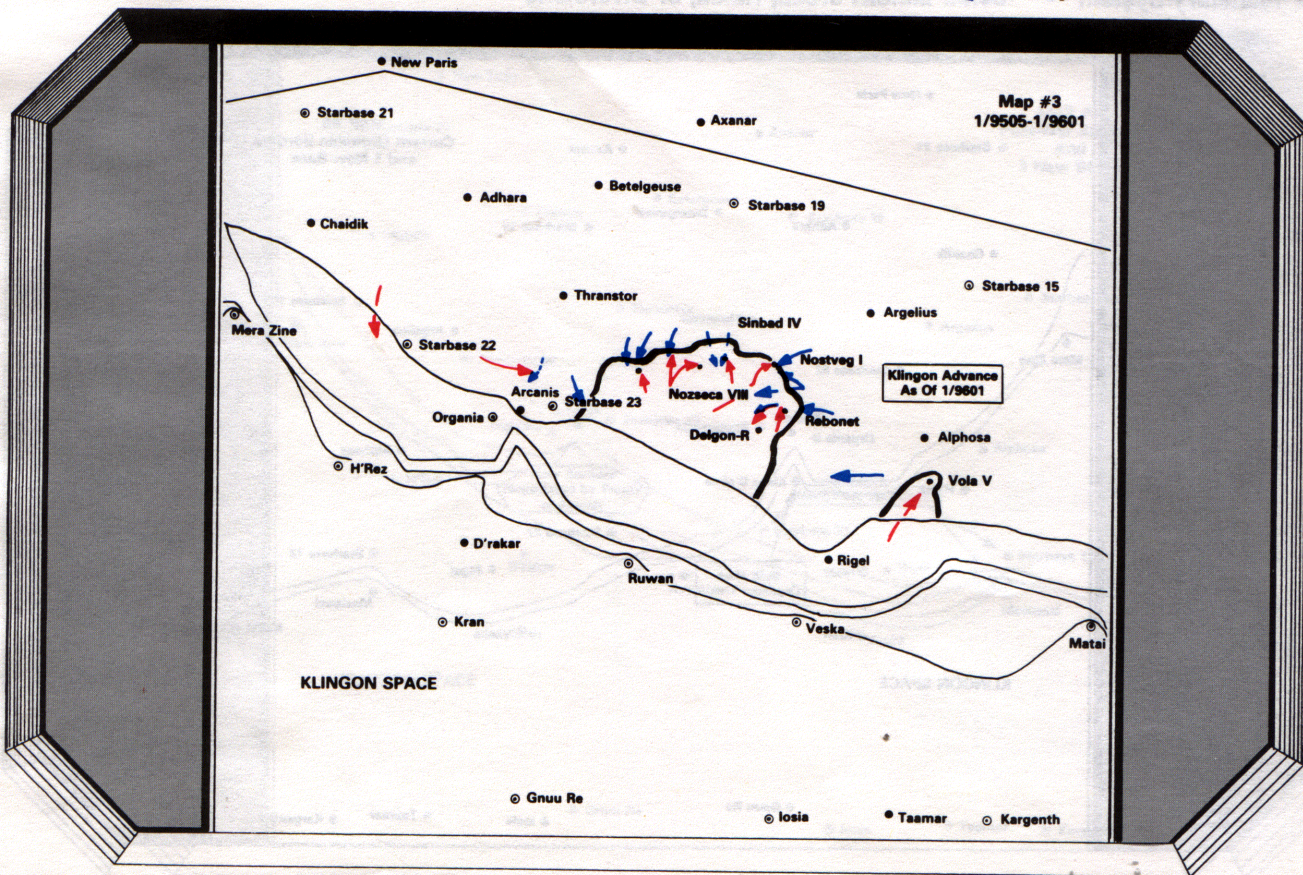 New Paris
Map #3
1/9505-1/9601
Starbase 21
Axanar
Betelgeuse
Adhara
Starbase 19
Chaidik
Starbase 15
Thranstor
Argelius
Mera Zine
Sinbad IV
Starbase 22
Nostveg I
Klingon Advance
As Of 1/9601
Arcanis
Nozseca VIII
Starbase 23
Organia
Rebonet
Delgon-R
Alphosa
H'Rez
Vola V
D'rakar
Rigel
Ruwan
Kran
Veska
Matai
KLINGON SPACE
Gnuu Re
Iosia
Taamar
Kargenth